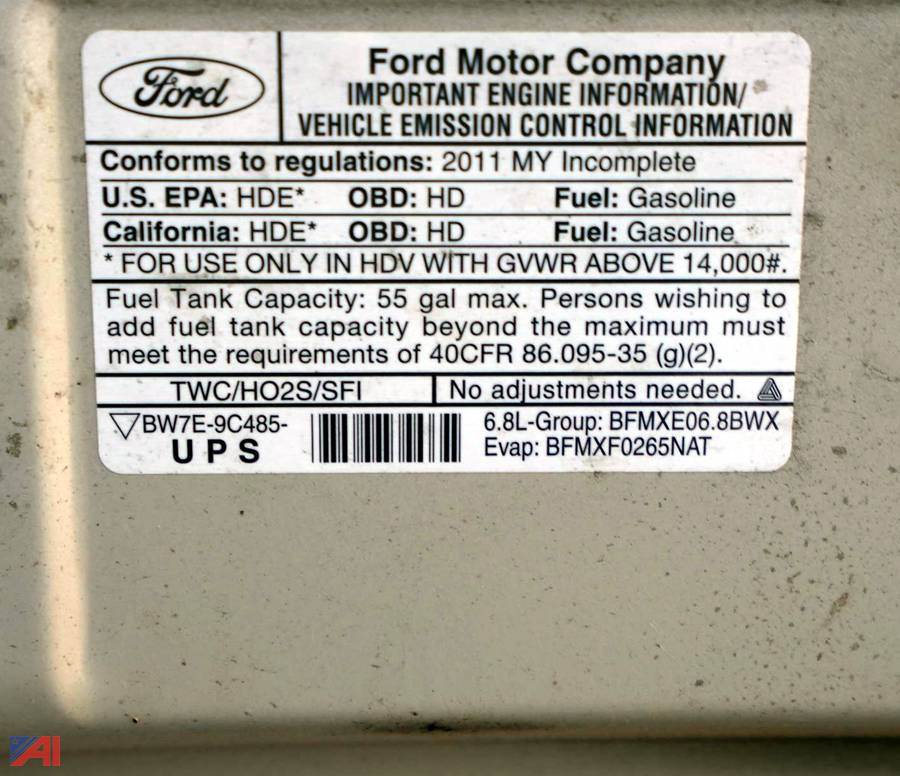 Ford
Ford Motor Company
IMPORTANT ENGINE INFORMATION/
VEHICLE EMISSION CONTROL INFORMATION
Conforms to regulations: 2011 MY Incomplete
U.S. EPA: HDE* OBD: HD Fuel: Gasoline
California: HDE* OBD: HD Fuel: Gasoline
* FOR USE ONLY IN HDV WITH GVWR ABOVE 14,000#.
Fuel Tank Capacity: 55 gal max. Persons wishing to
add fuel tank capacity beyond the maximum must
meet the requirements of 40CFR 86.095-35 (g)(2).
TWC/HO2S/SFI
No adjustments needed.
BW7E-9C485-
UPS
6.8L-Group: BFMXE06.8BWX
Evap: BFMXF0265NAT
AI